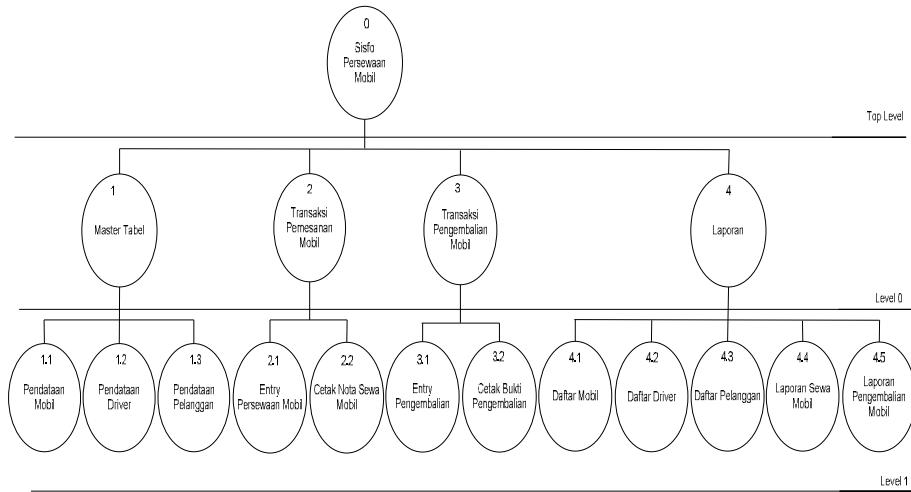 0
Sisfo
Persewaan
Mobil
Top Level
1
Master Tabel
2
Transaksi
Pemesanan
Mobil
3
Transaksi
Pengembalian
Mobil
4
Laporan
Level 0
1.1
Pendataan
Mobil
1.2
Pendataan
Driver
1.3
Pendataan
Pelanggan
2.1
Entry
Persewaan Mobil
2.2
Cetak Nota Sewa
Mobil
3.1
Entry
Pengembalian
3.2
Cetak Bukti
Pengembalian
4.1
Daftar Mobil
4.2
Daftar Driver
4.3
Daftar Pelanggan
4.4
Laporan Sewa
Mobil
4.5
Laporan
Pengembalian
Mobil
Level 1